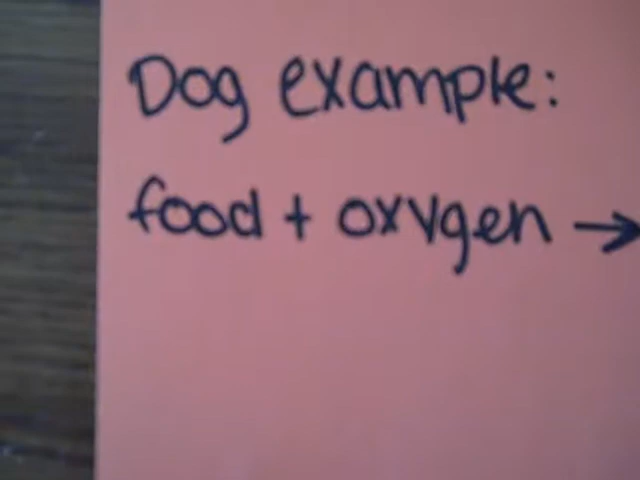 Dog example:
food + oxygen →